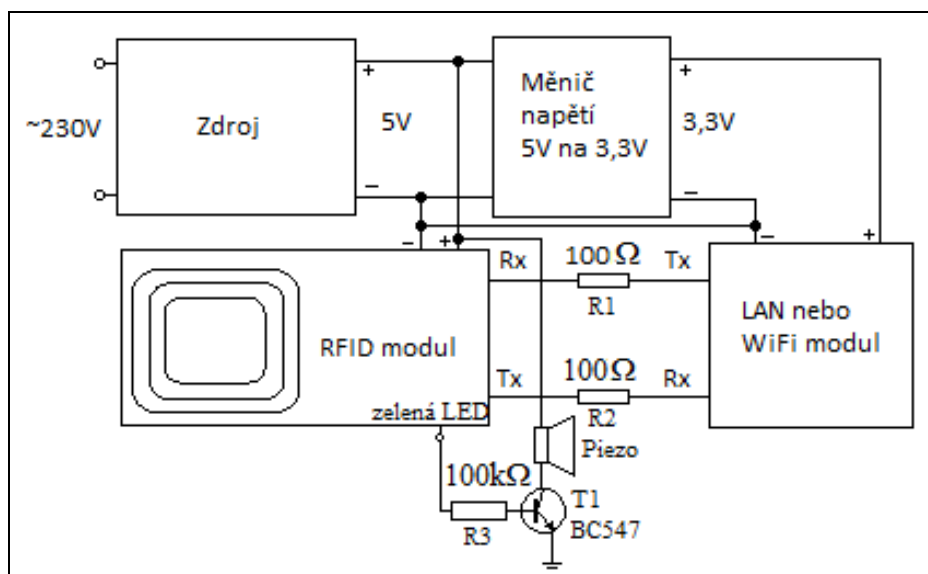 ~230V
Zdroj
+
5V
−
Měnič
napětí
5V na 3,3V
+
3,3V
−
−
+
Rx
100 Ω
R1
Tx
−
+
LAN nebo
WiFi modul
RFID modul
Tx
100Ω
R2
Rx
zelená LED
Piezo
100kΩ
R3
T1
BC547